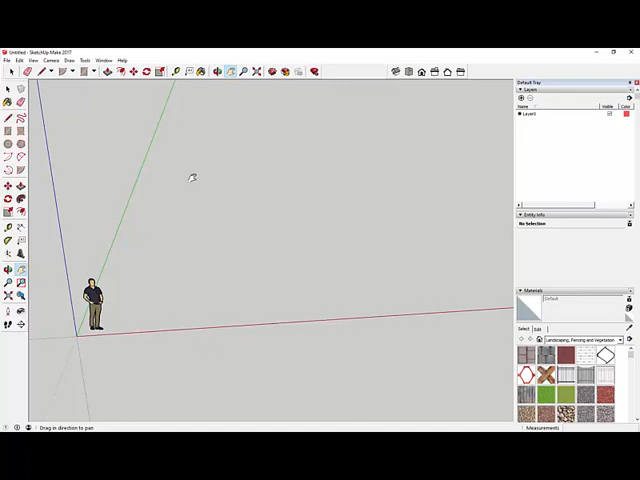 Untitled - SketchUp Make 2017
File Edit View Camera Draw Tools Window Help
Default Tray
Layers
Name Visible Color
Layer0
Entity Info
No Selection
Materials
Default
Select Edit
Landscaping, Fencing and Vegetation
Drag in direction to pan
Measurements